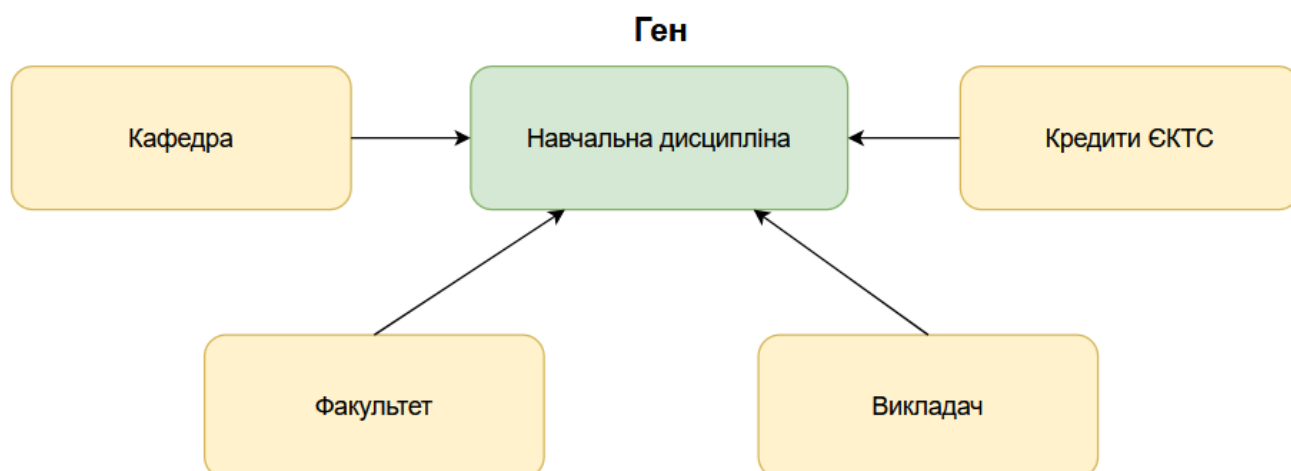 Ген
Кафедра
Навчальна дисципліна
Кредити ЄКТС
Факультет
Викладач